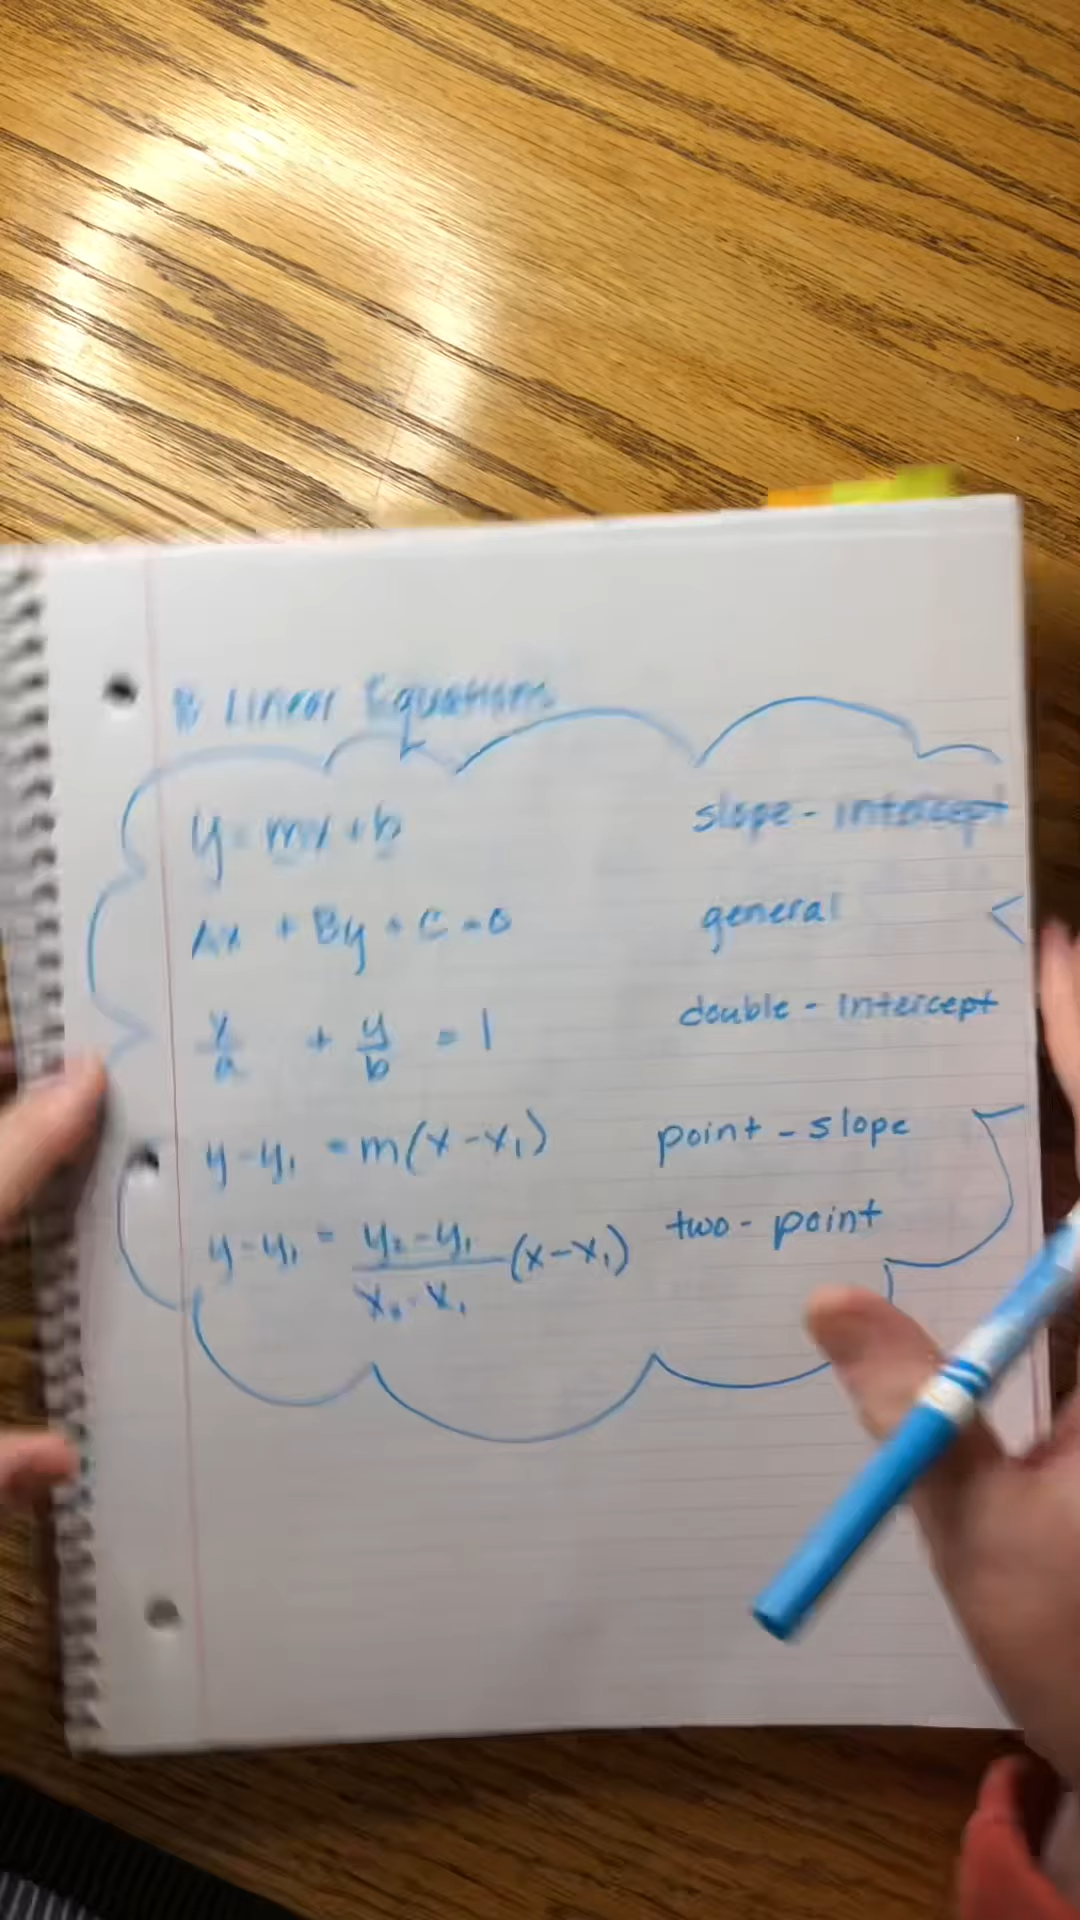 Linear Equations
y = mx + b slope - intercept
Ax + By + C = 0 general
x/a + y/b = 1 double - intercept
y - y₁ = m(x - x₁) point - slope
y - y₁ = y₂ - y₁/x₂ - x₁ (x - x₁) two - point